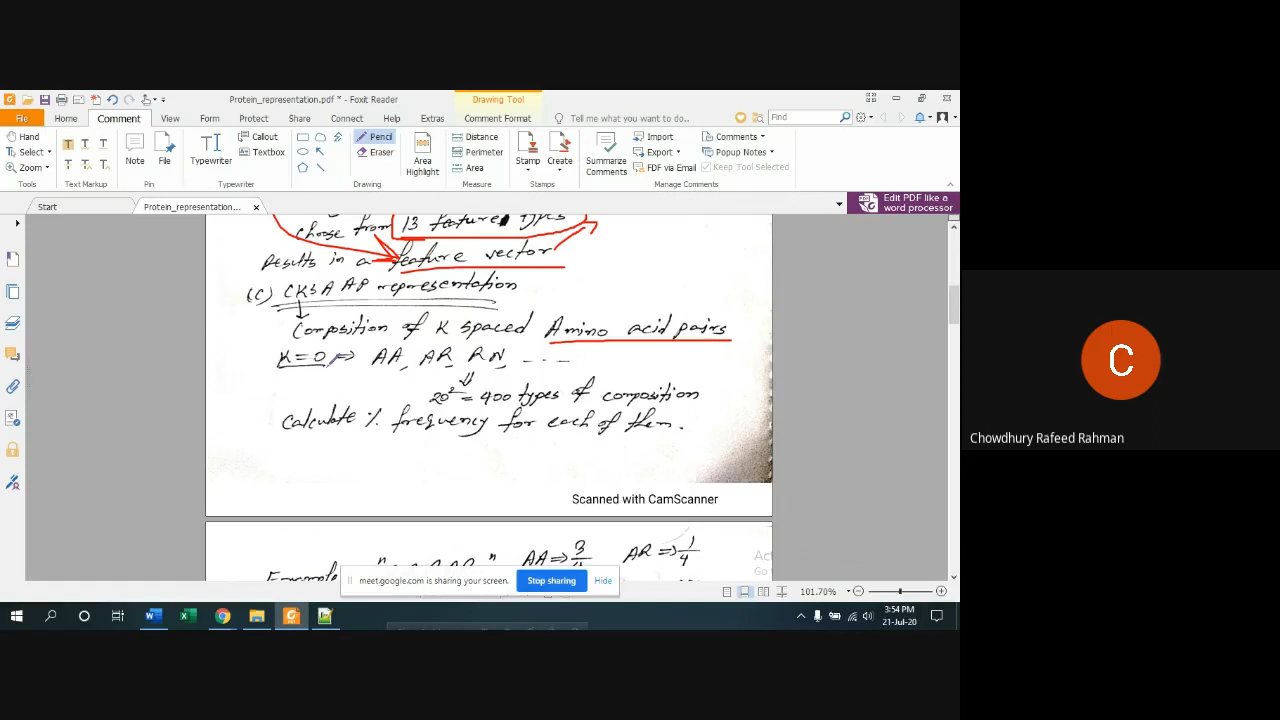 Protein_representation.pdf * - Foxit Reader
Drawing Tool
File Home Comment View Form Protect Share Connect Help Extras Comment Format Tell me what you want to do.. Find
Hand
Select
Zoom
Tools
Text Markup
Note
File
Pin
Typewriter
Callout
Textbox
Typewriter
Pencil
Eraser
Drawing
Area Highlight
Distance
Perimeter
Area
Measure
Stamp
Create
Stamps
Summarize Comments
Import
Export
FDF via Email
Comments
Popup Notes
Keep Tool Selected
Manage Comments
Start
Protein_representation....
Edit PDF like a word processor
choose from 13 feature types
Results in a feature vector
(C) CKSAAP representation
Composition of K spaced Amino acid pairs
K=0 ⇒ AA, AR, RN, ...
20² = 400 types of composition
Calculate % frequency for each of them.
Scanned with CamScanner
Example AA ⇒ 3 AR ⇒ 1/4
Act
Go to
meet.google.com is sharing your screen. Stop sharing Hide
101.70%
3:54 PM
21-Jul-20
C
Chowdhury Rafeed Rahman